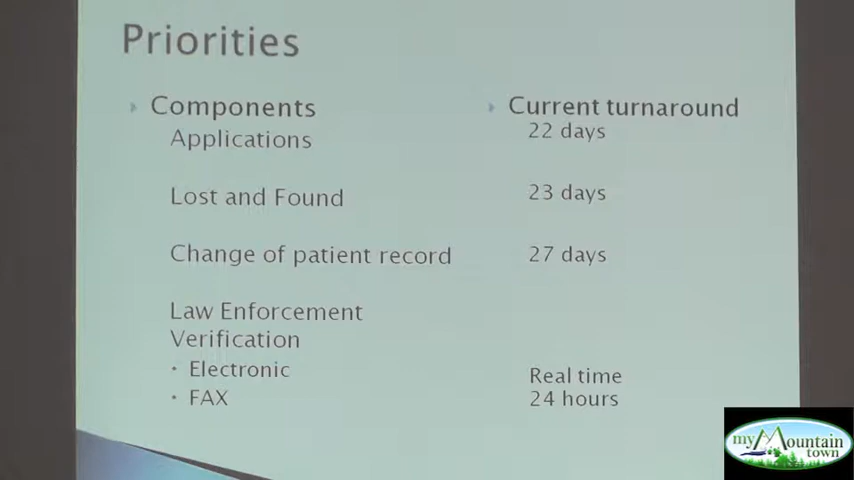 Priorities
Components
Current turnaround
Applications
22 days
Lost and Found
23 days
Change of patient record
27 days
Law Enforcement
Verification
• Electronic
Real time
• FAX
24 hours
my Mountain
town